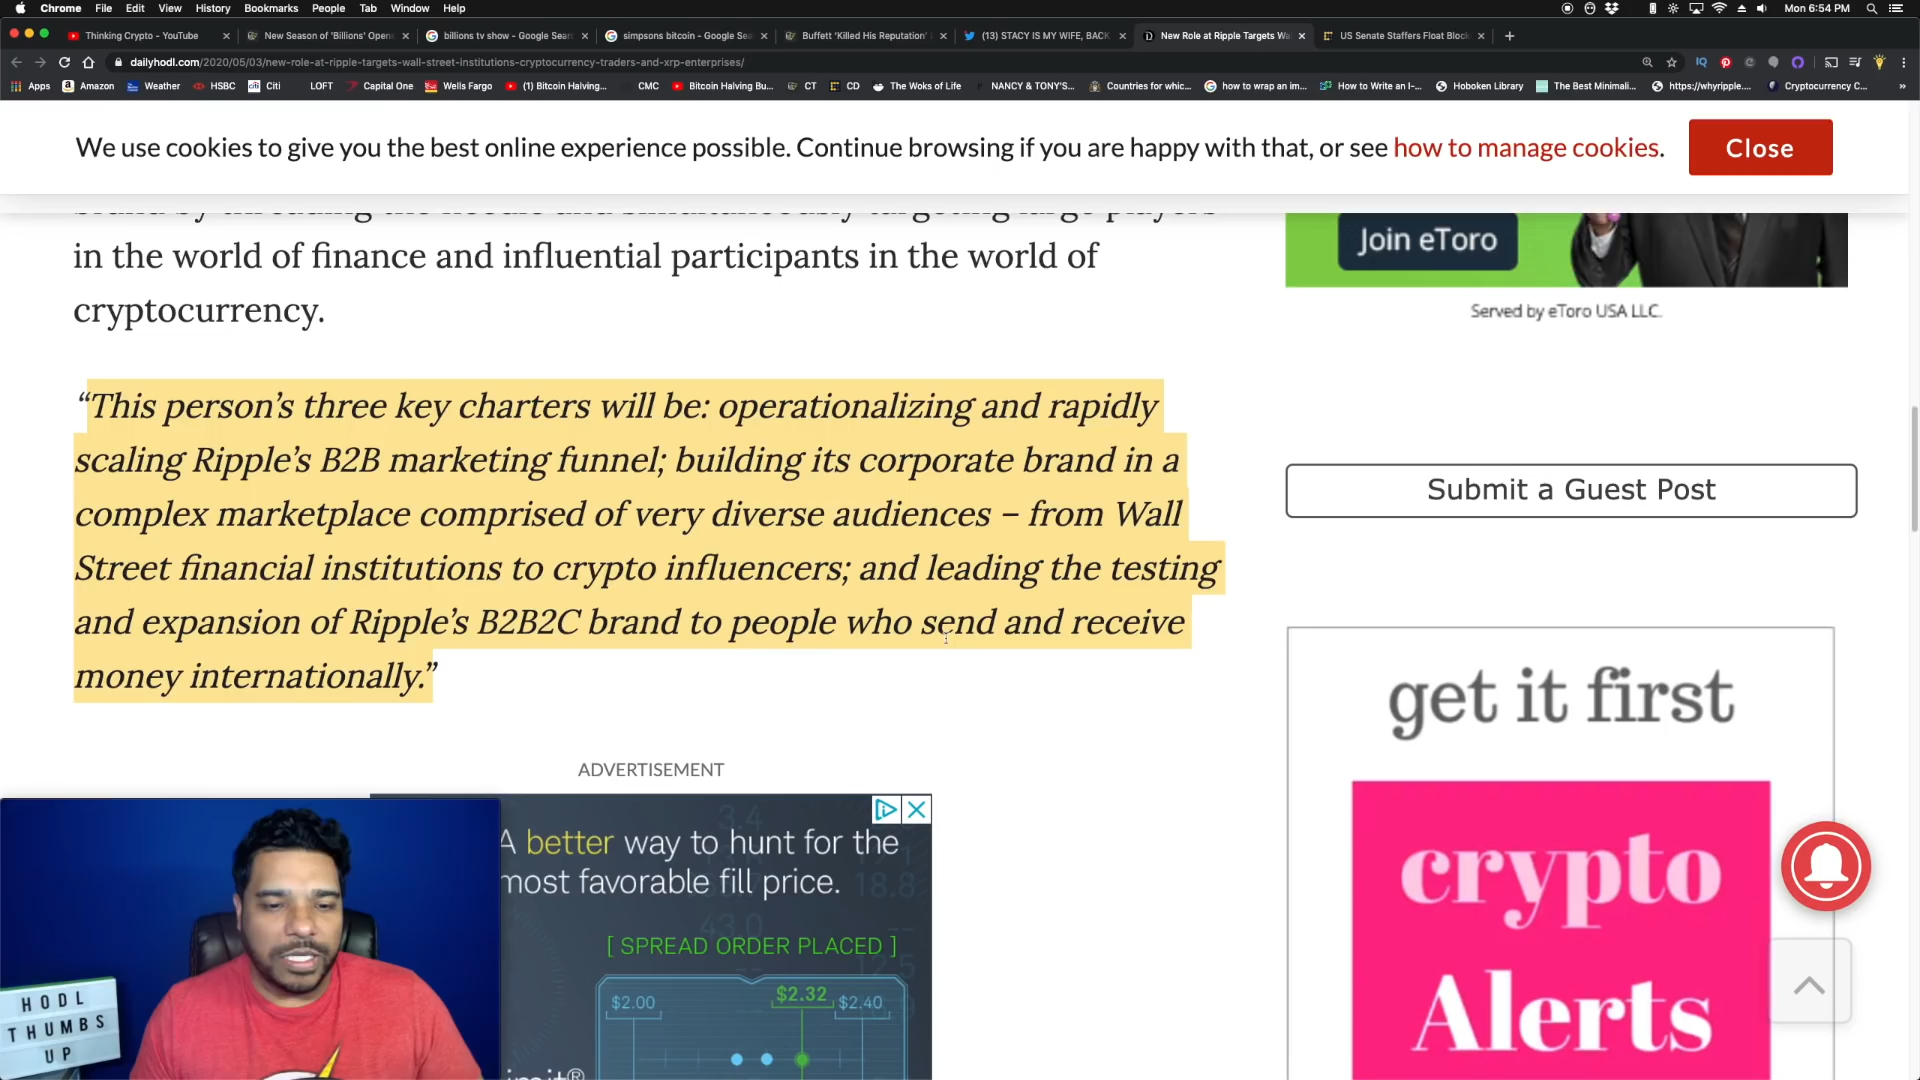 Chrome File Edit View History Bookmarks People Tab Window Help Mon 6:54 PM
Thinking Crypto - YouTube New Season of 'Billions' Opens billions tv show - Google Sear simpsons bitcoin - Google Sea Buffett 'Killed His Reputation' (13) STACY IS MY WIFE, BACK New Role at Ripple Targets Wa US Senate Staffers Float Block
dailyhodl.com/2020/05/03/new-role-at-ripple-targets-wall-street-institutions-cryptocurrency-traders-and-xrp-enterprises/
Apps Amazon Weather HSBC Citi LOFT Capital One Wells Fargo (1) Bitcoin Halving... CMC Bitcoin Halving Bu... CT CD The Woks of Life NANCY & TONY'S... Countries for whic... how to wrap an im... How to Write an I-... Hoboken Library The Best Minimali... https://whyripple.... Cryptocurrency C... »
We use cookies to give you the best online experience possible. Continue browsing if you are happy with that, or see how to manage cookies. Close
brand by threading the needle and simultaneously targeting large players
in the world of finance and influential participants in the world of
cryptocurrency.
“This person’s three key charters will be: operationalizing and rapidly
scaling Ripple’s B2B marketing funnel; building its corporate brand in a
complex marketplace comprised of very diverse audiences – from Wall
Street financial institutions to crypto influencers; and leading the testing
and expansion of Ripple’s B2B2C brand to people who send and receive
money internationally.”
Join eToro
Served by eToro USA LLC.
Submit a Guest Post
get it first
crypto
Alerts
ADVERTISEMENT
A better way to hunt for the
most favorable fill price.
[ SPREAD ORDER PLACED ]
$2.00 $2.32 $2.40
HODL
THUMBS
UP